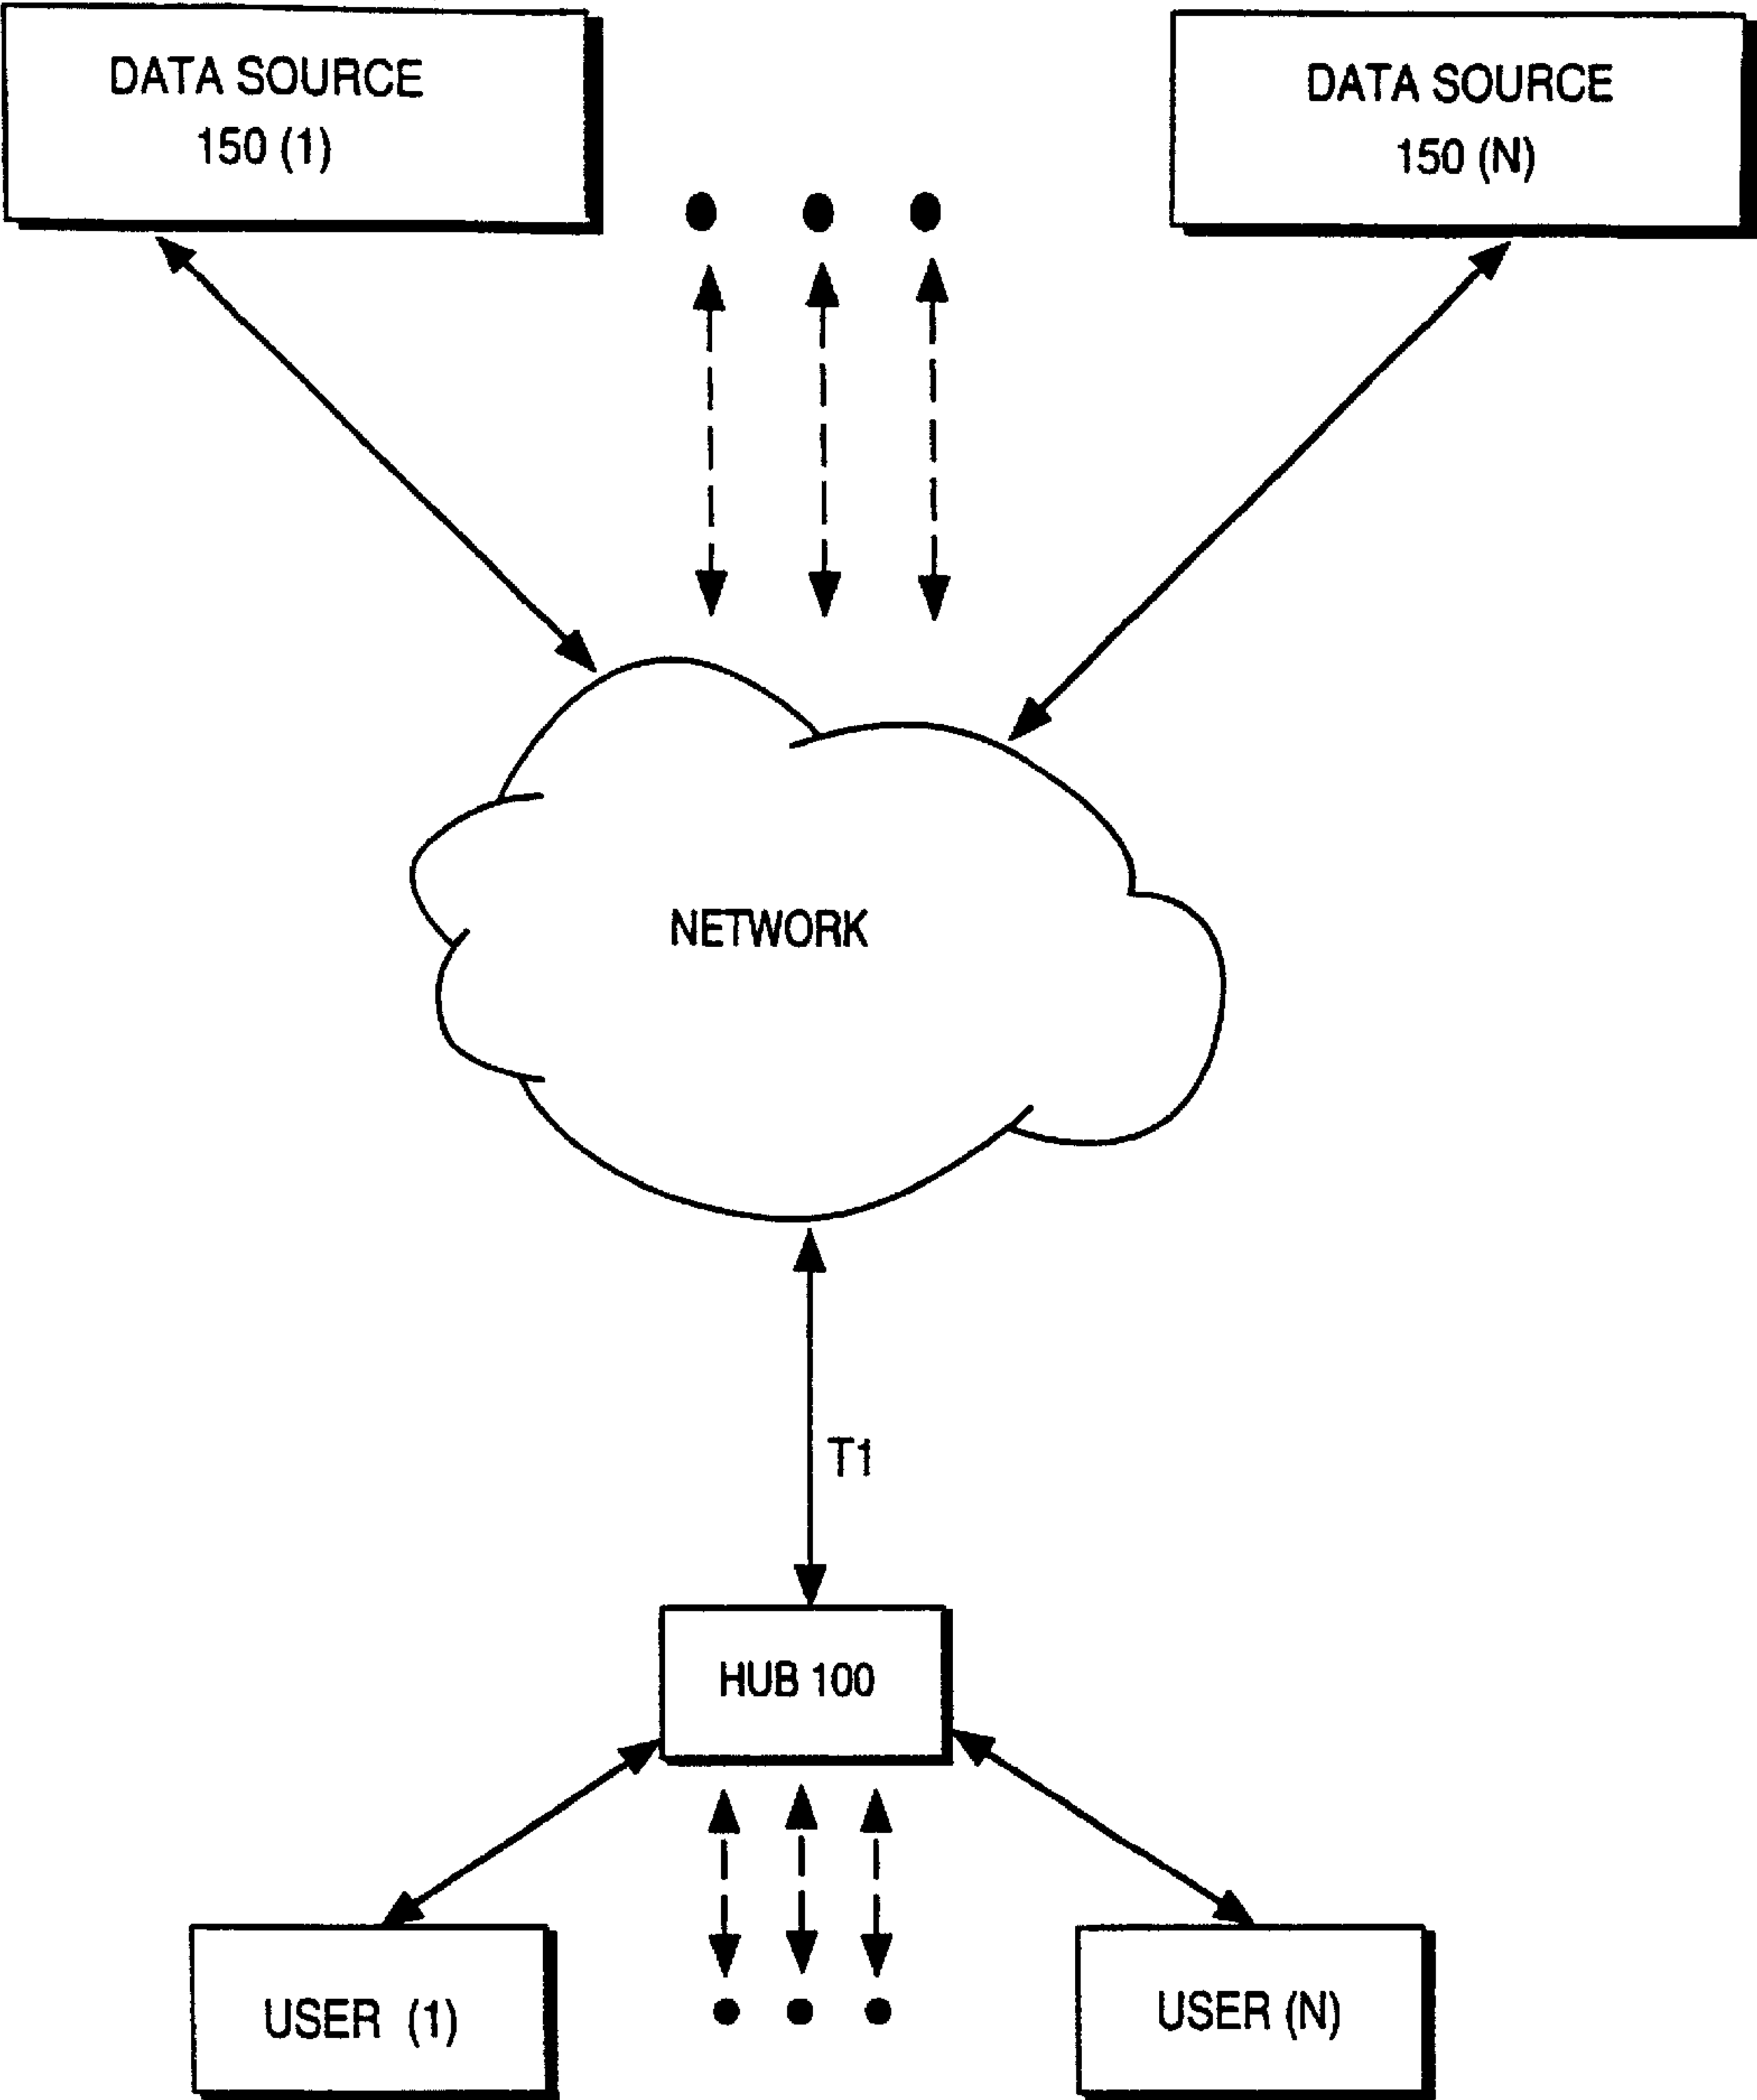 DATA SOURCE
150 (1)
DATA SOURCE
150 (N)
NETWORK
T1
HUB 100
USER (1)
USER (N)